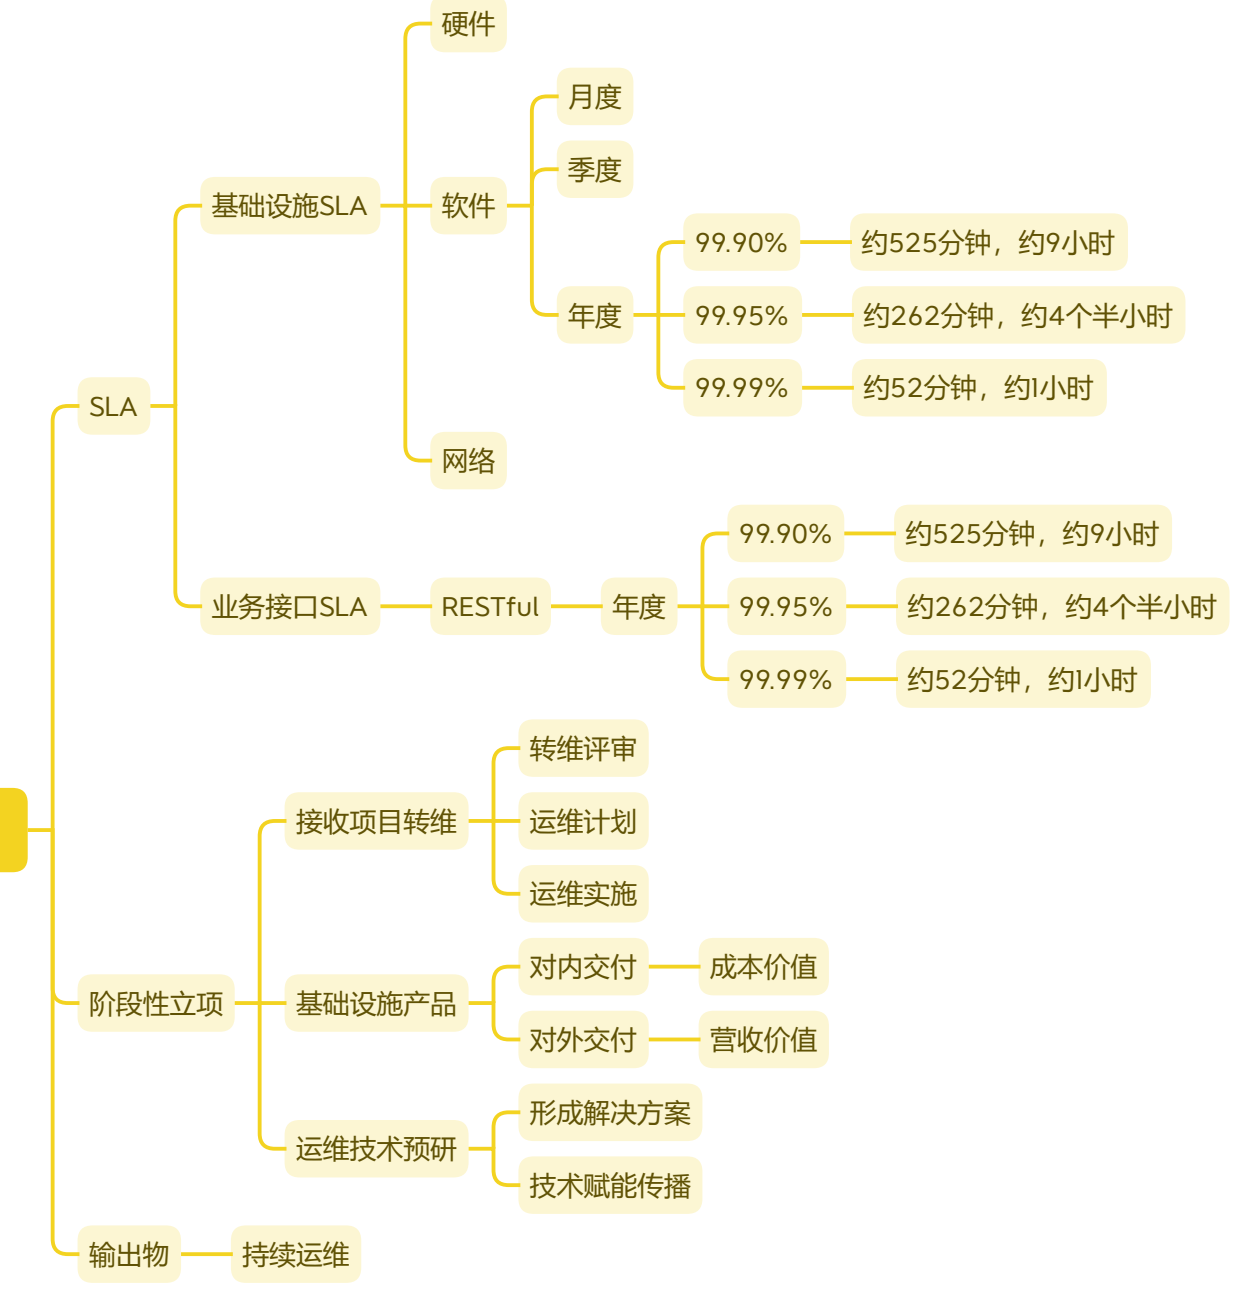 硬件
月度
季度
基础设施SLA
软件
99.90%
约525分钟，约9小时
年度
99.95%
约262分钟，约4个半小时
99.99%
约52分钟，约1小时
SLA
网络
99.90%
约525分钟，约9小时
业务接口SLA
RESTful
年度
99.95%
约262分钟，约4个半小时
99.99%
约52分钟，约1小时
转维评审
接收项目转维
运维计划
运维实施
对内交付
成本价值
阶段性立项
基础设施产品
对外交付
营收价值
形成解决方案
运维技术预研
技术赋能传播
输出物
持续运维